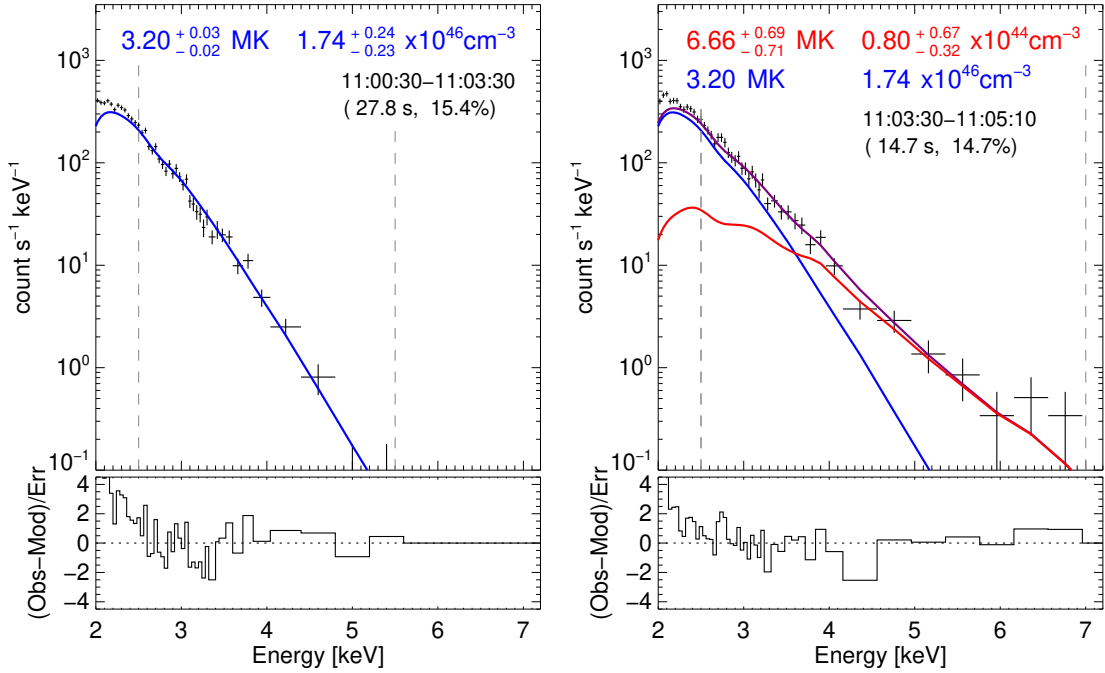 3.20 +0.03 −0.02 MK 1.74 +0.24 −0.23 x10^46cm^−3
11:00:30−11:03:30
( 27.8 s, 15.4%)
count s^−1 keV^−1
10^3
10^2
10^1
10^0
10^−1
(Obs−Mod)/Err
4
2
0
−2
−4
2 3 4 5 6 7
Energy [keV]
6.66 +0.69 −0.71 MK 0.80 +0.67 −0.32 x10^44cm^−3
3.20 MK 1.74 x10^46cm^−3
11:03:30−11:05:10
( 14.7 s, 14.7%)
count s^−1 keV^−1
10^3
10^2
10^1
10^0
10^−1
(Obs−Mod)/Err
4
2
0
−2
−4
2 3 4 5 6 7
Energy [keV]